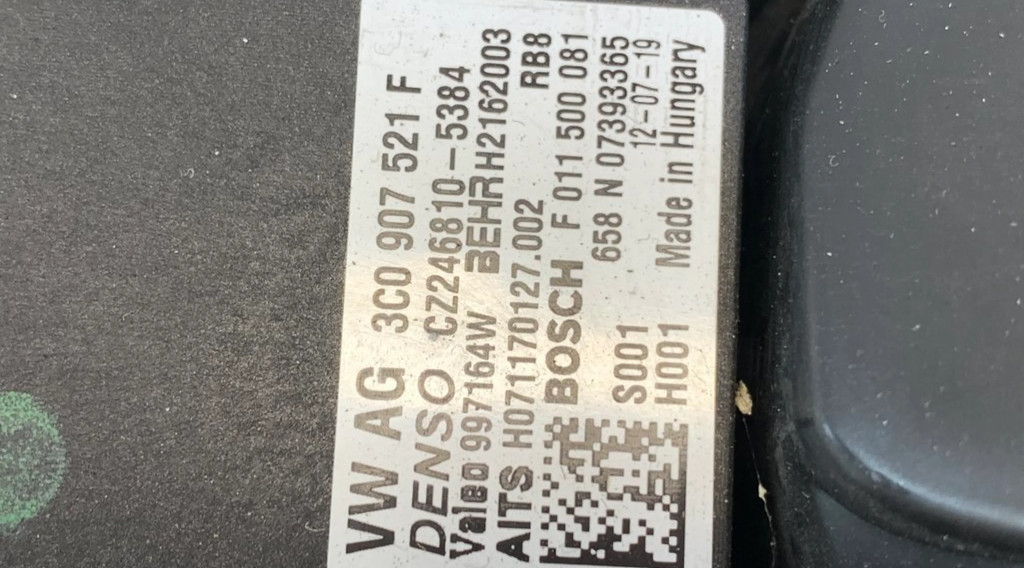 VW AG 3C0 907 521 F
DENSO CZ246810-5384
Valeo 997164W BEHR H2162003
AITS H071170127.002 RB8
BOSCH F 011 500 081
658 N 07393365
S001 12-07-19
H001 Made in Hungary